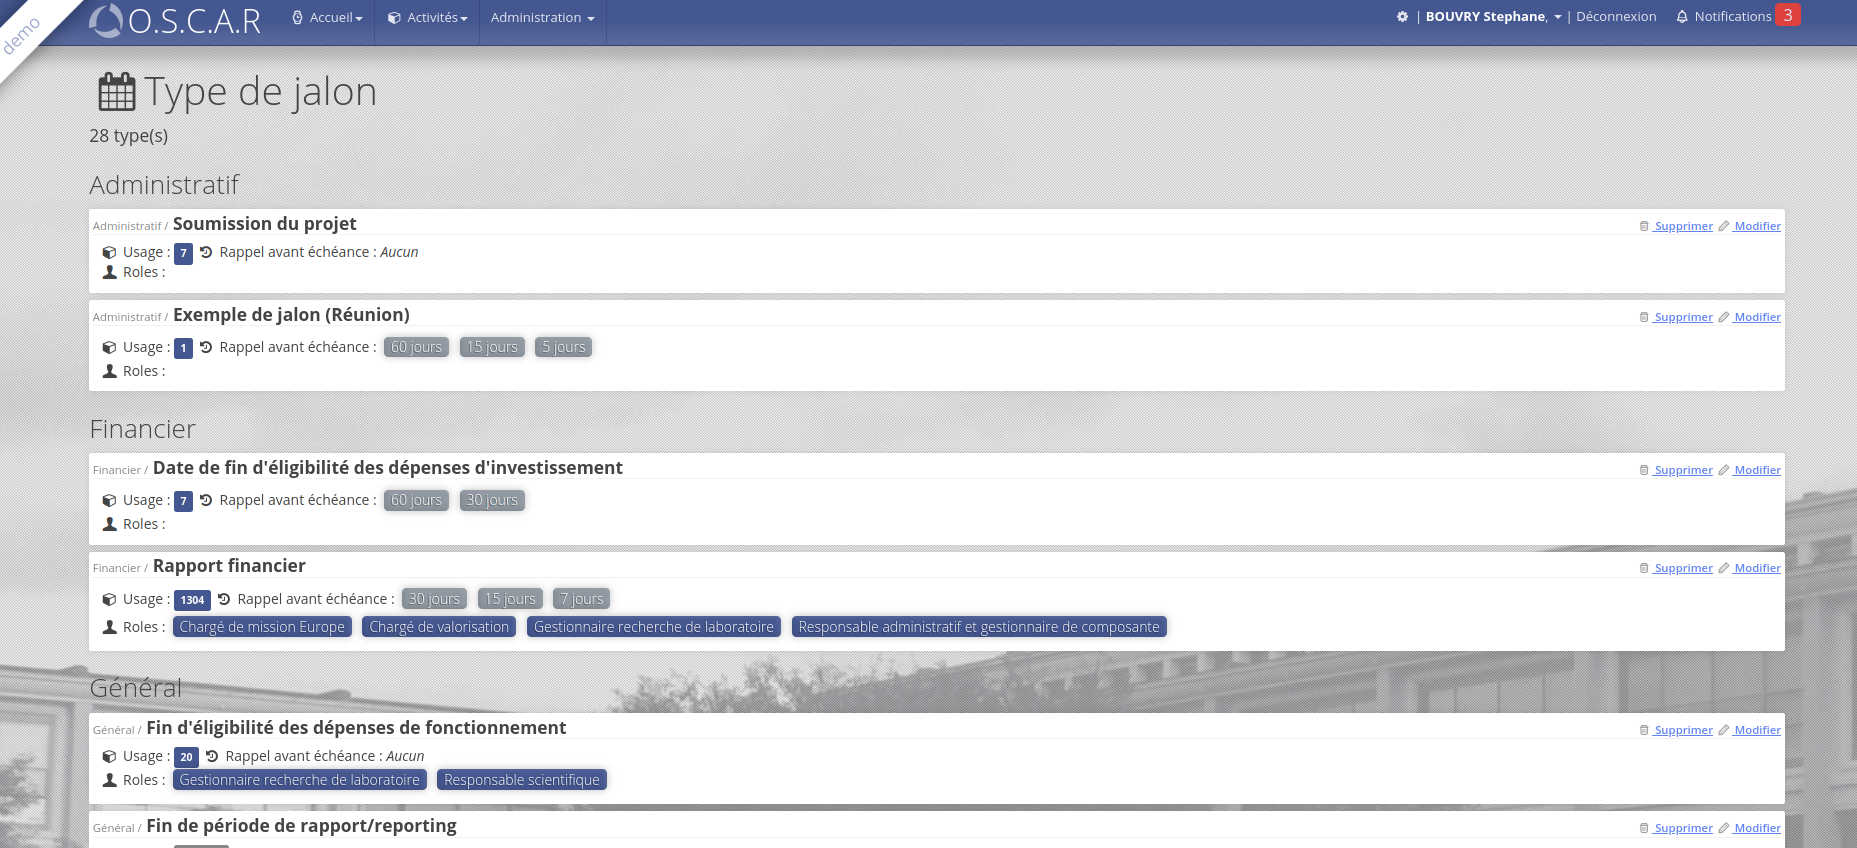 demo
O.S.C.A.R Accueil Activités Administration | BOUVRY Stephane, | Déconnexion Notifications 3
Type de jalon
28 type(s)
Administratif
Administratif / Soumission du projet Supprimer Modifier
Usage : 7 Rappel avant échéance : Aucun
Roles :
Administratif / Exemple de jalon (Réunion) Supprimer Modifier
Usage : 1 Rappel avant échéance : 60 jours 15 jours 5 jours
Roles :
Financier
Financier / Date de fin d'éligibilité des dépenses d'investissement Supprimer Modifier
Usage : 7 Rappel avant échéance : 60 jours 30 jours
Roles :
Financier / Rapport financier Supprimer Modifier
Usage : 1304 Rappel avant échéance : 30 jours 15 jours 7 jours
Roles : Chargé de mission Europe Chargé de valorisation Gestionnaire recherche de laboratoire Responsable administratif et gestionnaire de composante
Général
Général / Fin d'éligibilité des dépenses de fonctionnement Supprimer Modifier
Usage : 20 Rappel avant échéance : Aucun
Roles : Gestionnaire recherche de laboratoire Responsable scientifique
Général / Fin de période de rapport/reporting Supprimer Modifier